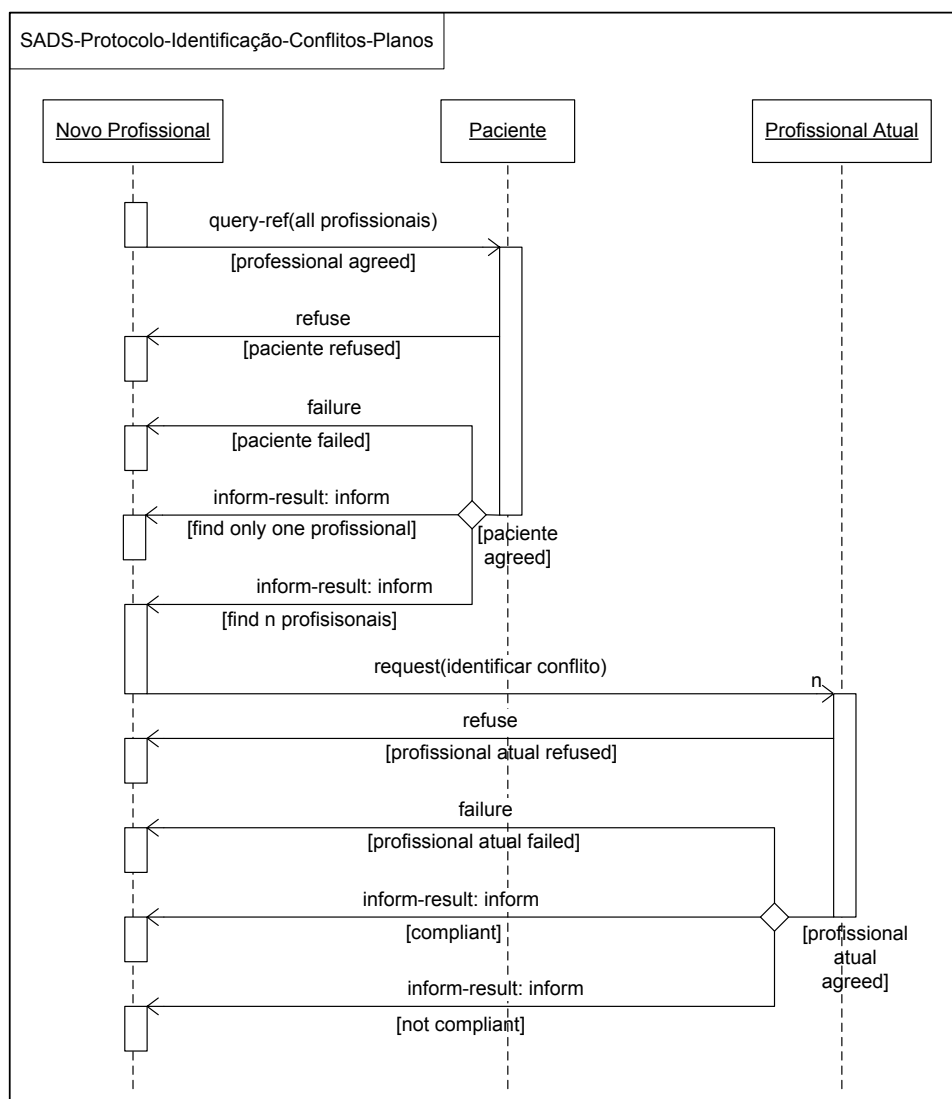 SADS-Protocolo-Identificação-Conflitos-Planos
Novo Profissional
Paciente
Profissional Atual
query-ref(all profissionais)
[professional agreed]
refuse
[paciente refused]
failure
[paciente failed]
inform-result: inform
[find only one profissional]
[paciente
agreed]
inform-result: inform
[find n profisisonais]
request(identificar conflito)
n
refuse
[profissional atual refused]
failure
[profissional atual failed]
inform-result: inform
[compliant]
[profissional
atual
agreed]
inform-result: inform
[not compliant]